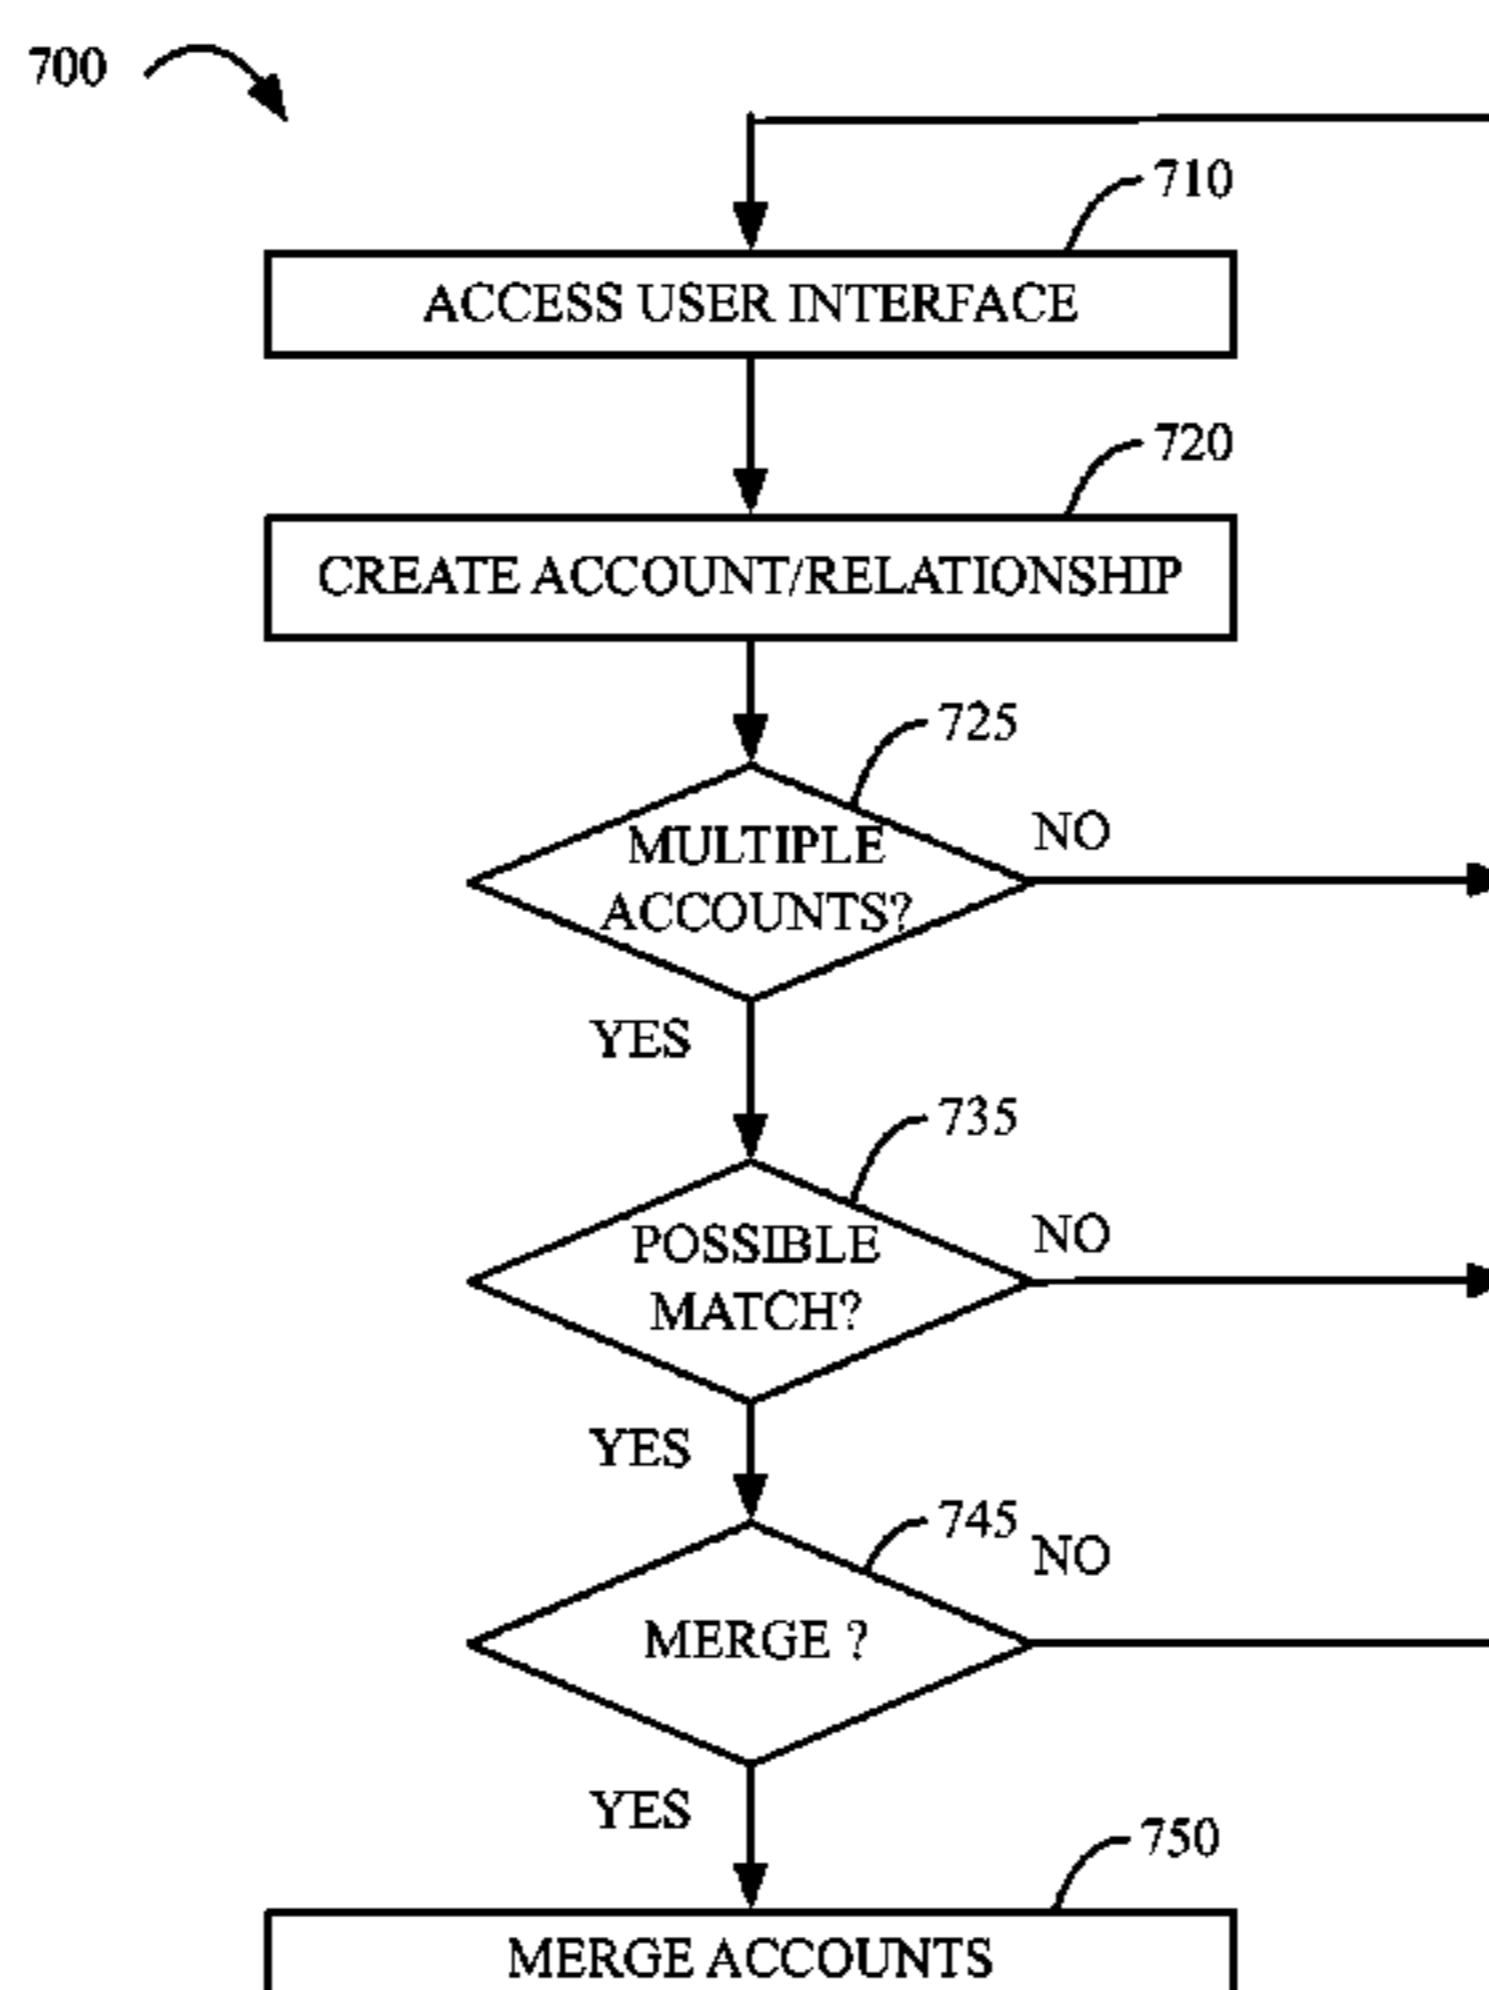 700
710
ACCESS USER INTERFACE
720
CREATE ACCOUNT/RELATIONSHIP
725
MULTIPLE
ACCOUNTS?
NO
YES
735
POSSIBLE
MATCH?
NO
YES
745
NO
MERGE ?
YES
750
MERGE ACCOUNTS